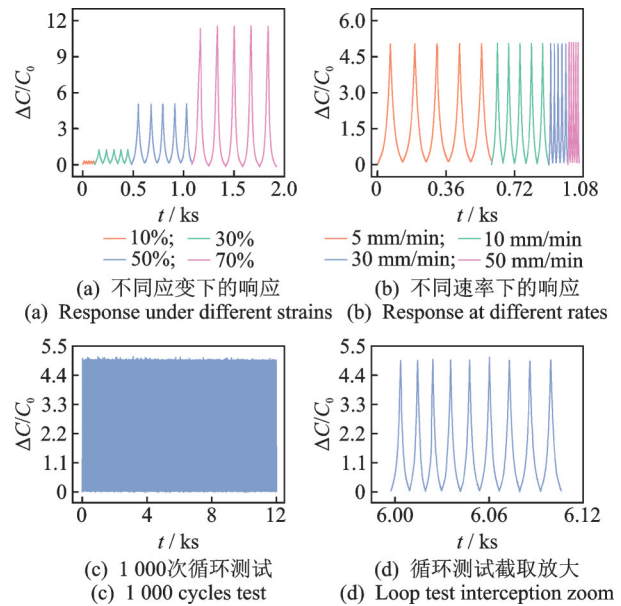 12
9
6
3
0
ΔC/C₀
0 0.5 1.0 1.5 2.0
t / ks
10%; 30%
50%; 70%
(a) 不同应变下的响应
(a) Response under different strains
6.0
4.5
3.0
1.5
0
ΔC/C₀
0 0.36 0.72 1.08
t / ks
5 mm/min; 10 mm/min
30 mm/min; 50 mm/min
(b) 不同速率下的响应
(b) Response at different rates
5.5
4.4
3.3
2.2
1.1
0
ΔC/C₀
0 4 8 12
t / ks
(c) 1 000次循环测试
(c) 1 000 cycles test
5.5
4.4
3.3
2.2
1.1
0
ΔC/C₀
6.00 6.06 6.12
t / ks
(d) 循环测试截取放大
(d) Loop test interception zoom